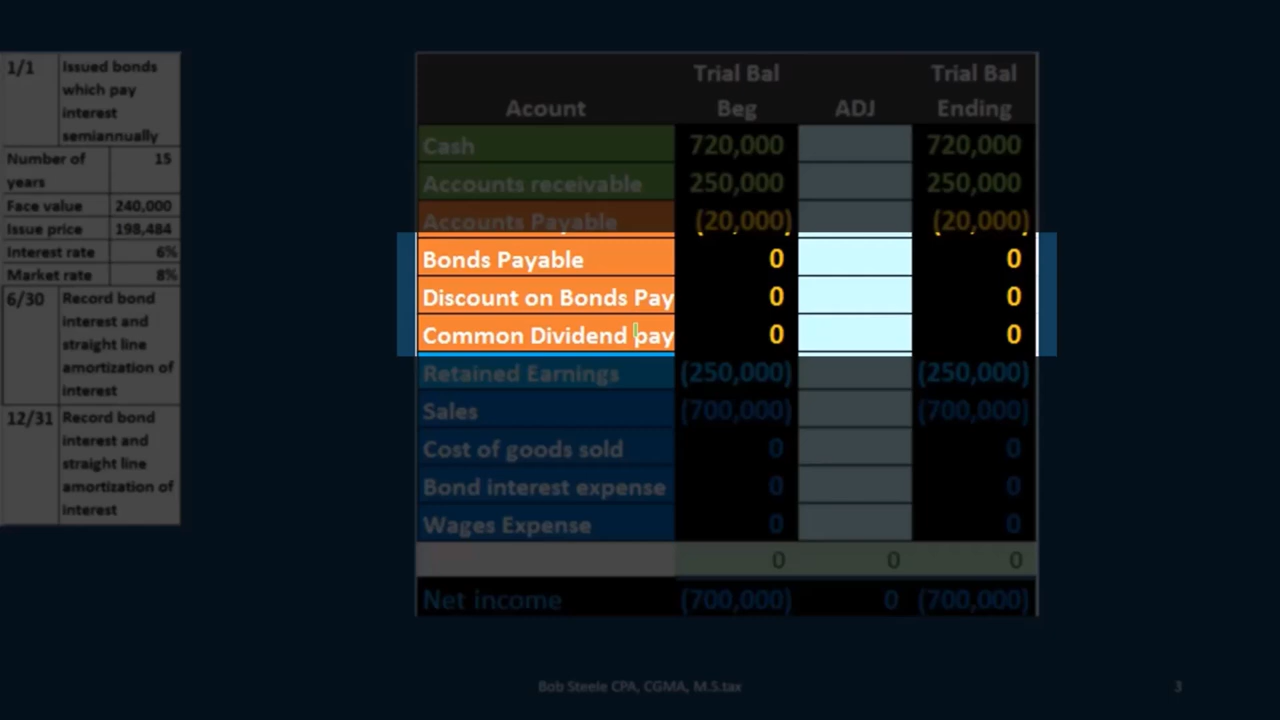 1/1 Issued bonds
which pay
interest
semiannually
Number of 15
years
Face value 240,000
Issue price 198,484
Interest rate 6%
Market rate 8%
6/30 Record bond
interest and
straight line
amortization of
interest
12/31 Record bond
interest and
straight line
amortization of
interest
Trial Bal Trial Bal
Acount Beg ADJ Ending
Cash 720,000 720,000
Accounts receivable 250,000 250,000
Accounts Payable (20,000) (20,000)
Bonds Payable 0 0
Discount on Bonds Pay 0 0
Common Dividend pay 0 0
Retained Earnings (250,000) (250,000)
Sales (700,000) (700,000)
Cost of goods sold 0 0
Bond interest expense 0 0
Wages Expense 0 0
0 0 0
Net income (700,000) 0 (700,000)
Bob Steele CPA, CGMA, M.S.tax 3